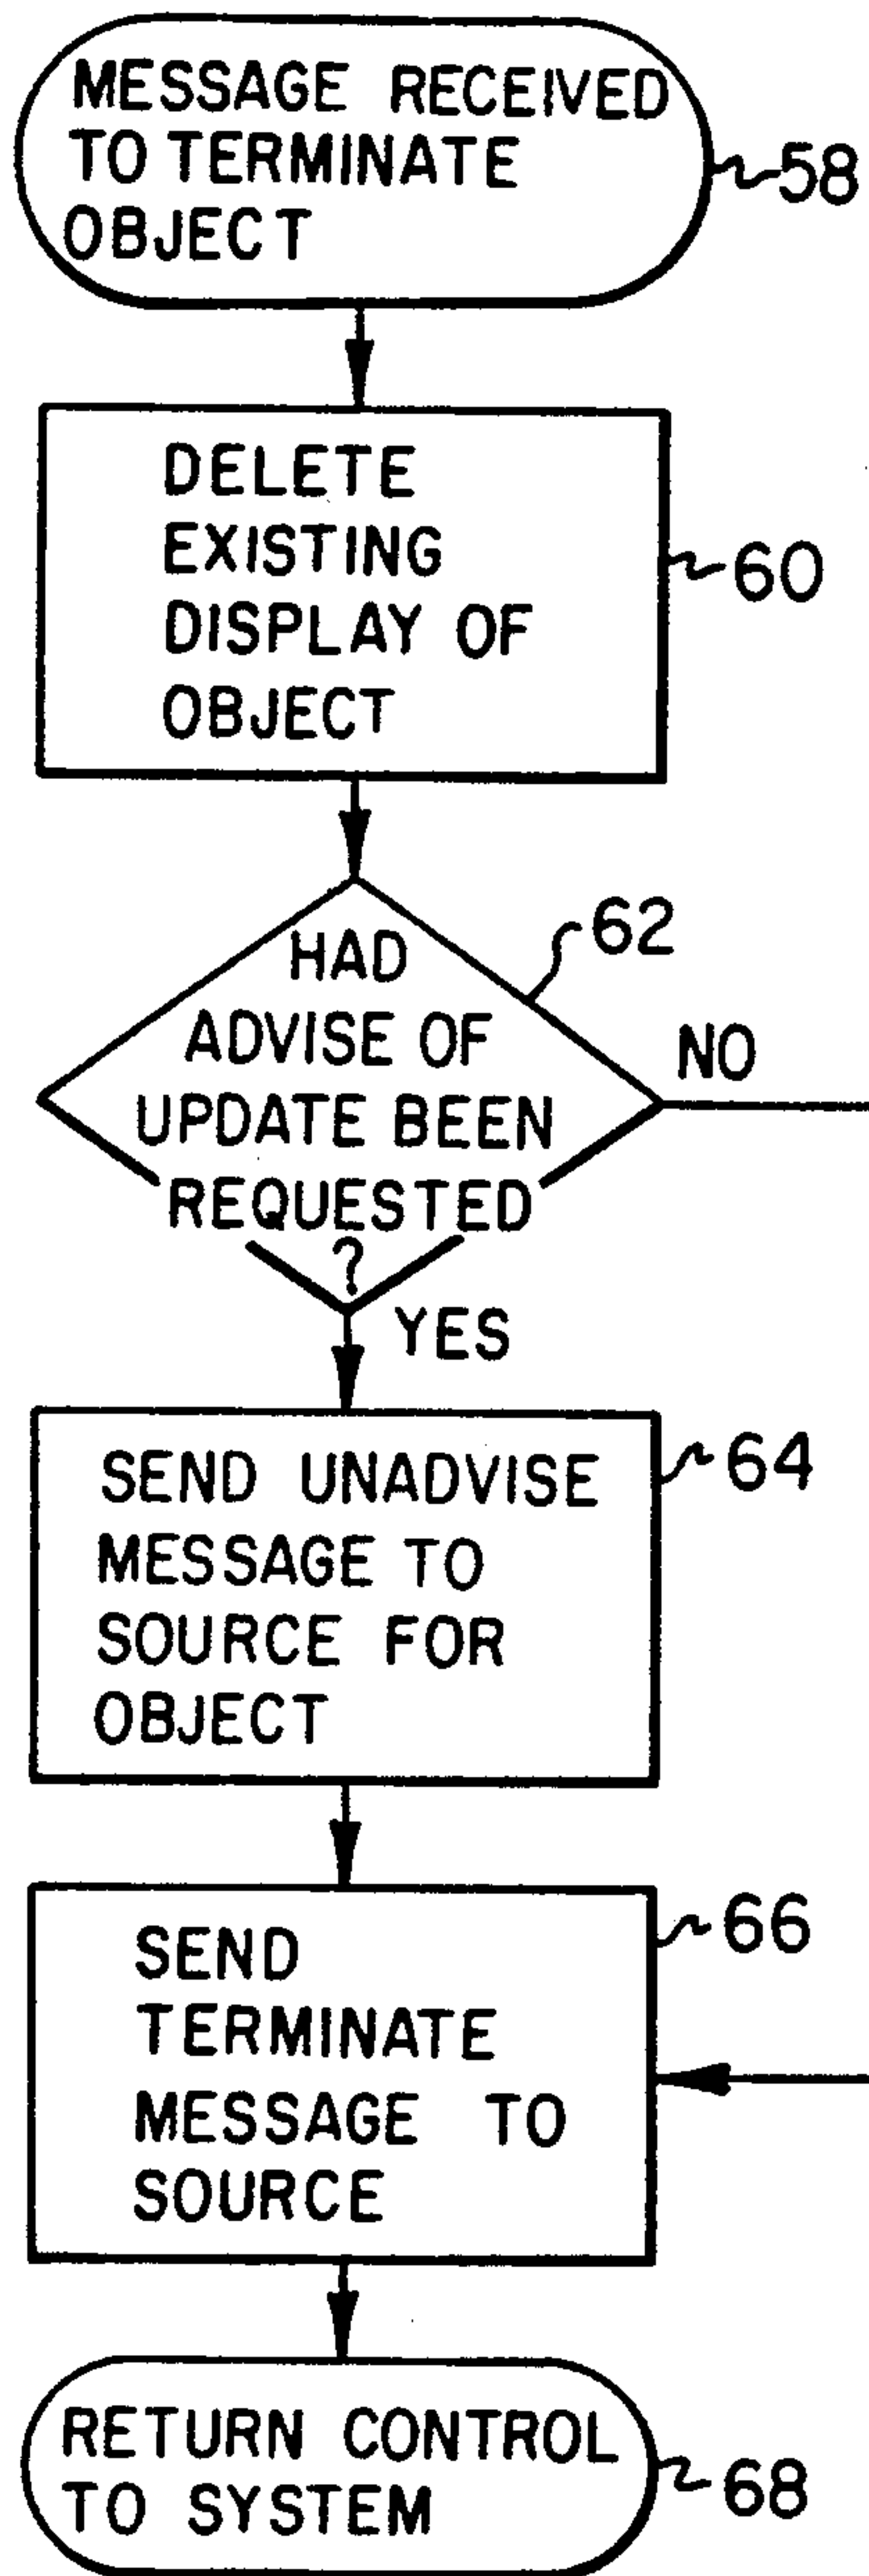 MESSAGE RECEIVED
TO TERMINATE
OBJECT
58
DELETE
EXISTING
DISPLAY OF
OBJECT
60
HAD
ADVISE OF
UPDATE BEEN
REQUESTED
?
62
NO
YES
SEND UNADVISE
MESSAGE TO
SOURCE FOR
OBJECT
64
SEND
TERMINATE
MESSAGE TO
SOURCE
66
RETURN CONTROL
TO SYSTEM
68